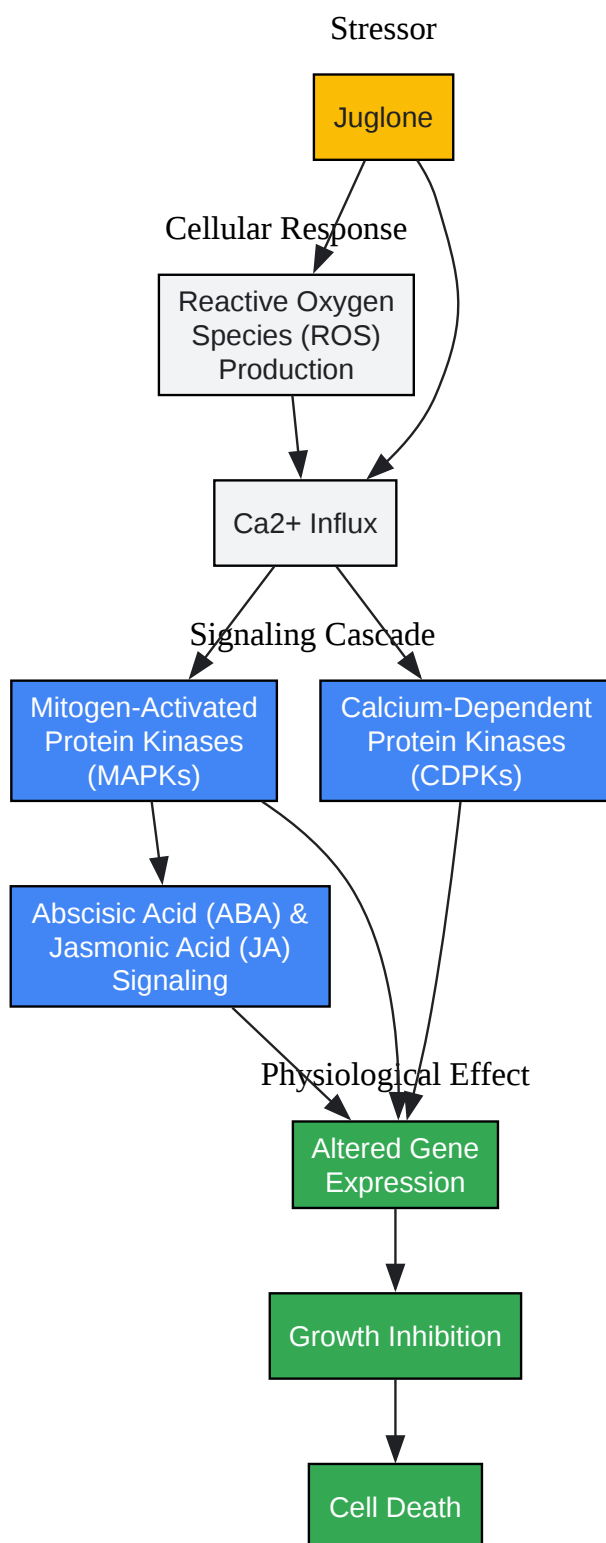 Stressor
Juglone
Cellular Response
Reactive Oxygen
Species (ROS)
Production
Ca2+ Influx
Signaling Cascade
Mitogen-Activated
Protein Kinases
(MAPKs)
Calcium-Dependent
Protein Kinases
(CDPKs)
Abscisic Acid (ABA) &
Jasmonic Acid (JA)
Signaling
Physiological Effect
Altered Gene
Expression
Growth Inhibition
Cell Death